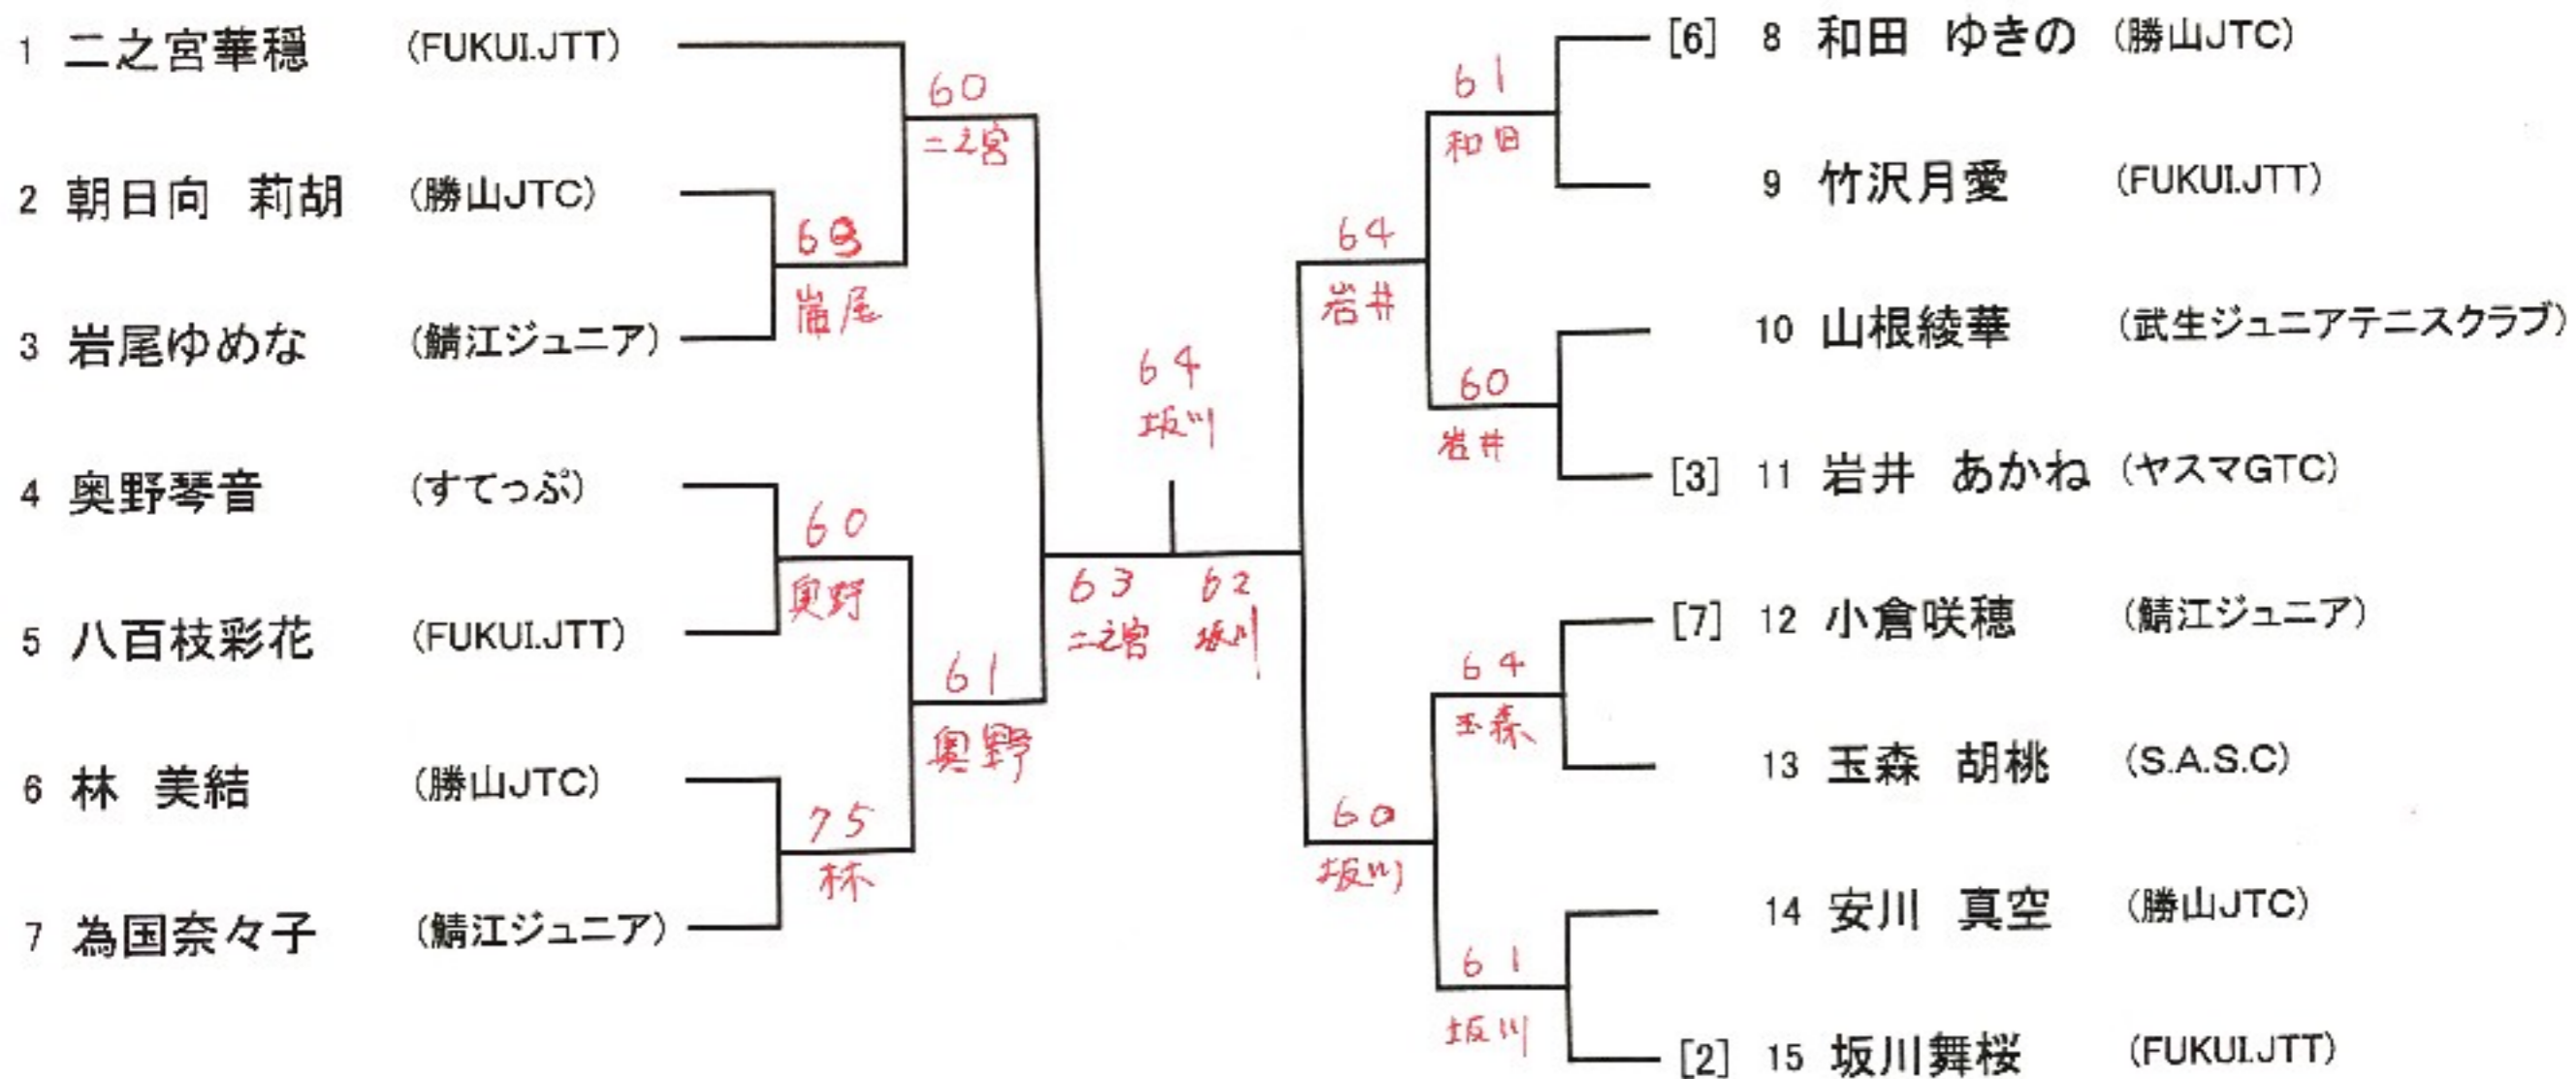 1 二之宮華穏 (FUKUI.JTT)
60
二之宮
2 朝日向 莉胡 (勝山JTC)
63
岩尾
3 岩尾ゆめな (鯖江ジュニア)
4 奥野琴音 (すてっぷ)
60
奥野
5 八百枝彩花 (FUKUI.JTT)
61
奥野
6 林 美結 (勝山JTC)
75
林
7 為国奈々子 (鯖江ジュニア)
64
坂川
63 62
二之宮 坂川
[6] 8 和田 ゆきの (勝山JTC)
61
和田
9 竹沢月愛 (FUKUI.JTT)
64
岩井
10 山根綾華 (武生ジュニアテニスクラブ)
60
岩井
[3] 11 岩井 あかね (ヤスマGTC)
[7] 12 小倉咲穂 (鯖江ジュニア)
64
玉森
13 玉森 胡桃 (S.A.S.C)
60
坂川
14 安川 真空 (勝山JTC)
61
坂川
[2] 15 坂川舞桜 (FUKUI.JTT)